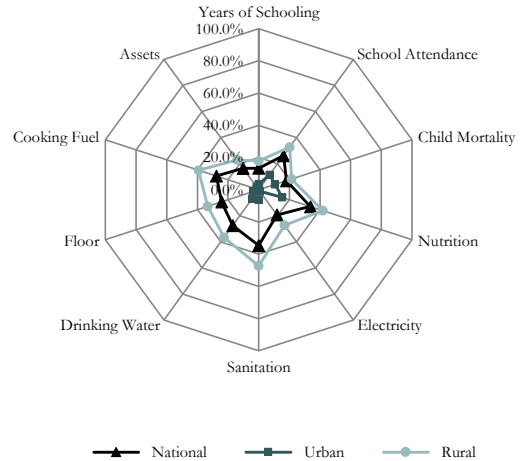 Years of Schooling
100.0%
Assets
School Attendance
80.0%
60.0%
40.0%
Cooking Fuel
Child Mortality
20.0%
0.0%
Floor
Nutrition
Drinking Water
Electricity
Sanitation
National Urban Rural